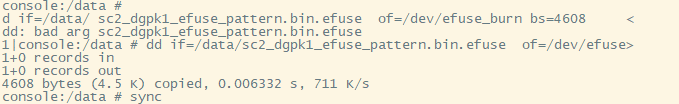 console:/data #
d if=/data/ sc2_dgpk1_efuse_pattern.bin.efuse  of=/dev/efuse_burn bs=4608     <
dd: bad arg sc2_dgpk1_efuse_pattern.bin.efuse
1|console:/data # dd if=/data/sc2_dgpk1_efuse_pattern.bin.efuse  of=/dev/efuse>
1+0 records in
1+0 records out
4608 bytes (4.5 K) copied, 0.006332 s, 711 K/s
console:/data # sync